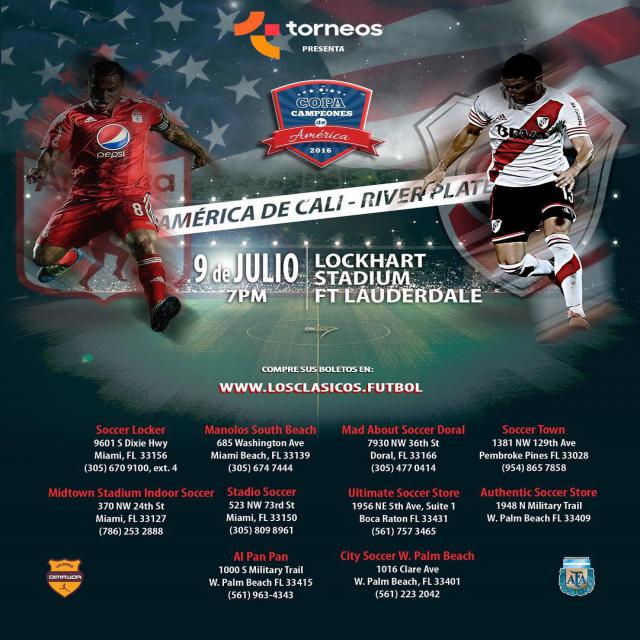 torneos
PRESENTA
COPA
CAMPEONES
de
América
2016
pepsi
8
BBVA
AMÉRICA DE CALI - RIVER PLATE
9 de JULIO
7PM
LOCKHART
STADIUM
FT LAUDERDALE
COMPRE SUS BOLETOS EN:
WWW.LOSCLASICOS.FUTBOL
Soccer Locker
9601 S Dixie Hwy
Miami, FL 33156
(305) 670 9100, ext. 4
Manolos South Beach
685 Washington Ave
Miami Beach, FL 33139
(305) 674 7444
Mad About Soccer Doral
7930 NW 36th St
Doral, FL 33166
(305) 477 0414
Soccer Town
1381 NW 129th Ave
Pembroke Pines FL 33028
(954) 865 7858
Midtown Stadium Indoor Soccer
370 NW 24th St
Miami, FL 33127
(786) 253 2888
Stadio Soccer
523 NW 73rd St
Miami, FL 33150
(305) 809 8961
Ultimate Soccer Store
1956 NE 5th Ave, Suite 1
Boca Raton FL 33431
(561) 757 3465
Authentic Soccer Store
1948 N Military Trail
W. Palm Beach FL 33409
Al Pan Pan
1000 S Military Trail
W. Palm Beach FL 33415
(561) 963-4343
City Soccer W. Palm Beach
1016 Clare Ave
W. Palm Beach, FL 33401
(561) 223 2042
COLOMBIA
DIMAYOR
AFA